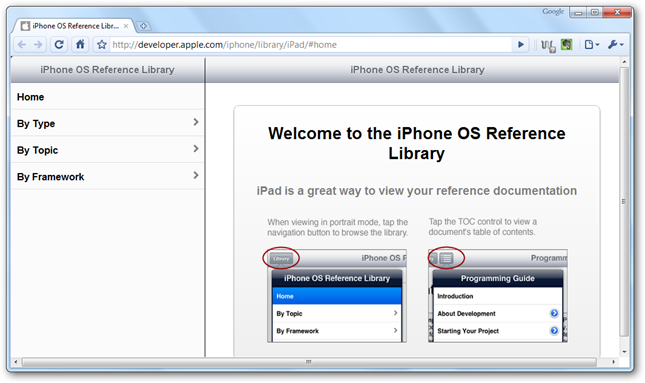 Google
iPhone OS Reference Librar...
http://developer.apple.com/iphone/library/iPad/#home
iPhone OS Reference Library
Home
By Type
By Topic
By Framework
iPhone OS Reference Library
Welcome to the iPhone OS Reference
Library
iPad is a great way to view your reference documentation
When viewing in portrait mode, tap the
navigation button to browse the library.
Library
iPhone OS R
iPhone OS Reference Library
Home
By Topic
By Framework
Tap the TOC control to view a
document's table of contents.
Programm
Programming Guide
Introduction
About Development
Starting Your Project